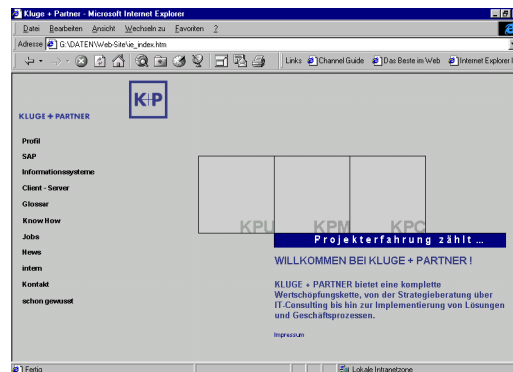 Kluge + Partner - Microsoft Internet Explorer
Datei Bearbeiten Ansicht Wechseln zu Favoriten ?
Adresse G:\DATEN\Web-Site\ie_index.htm
Links Channel Guide Das Beste im Web Internet Explorer
K+P
KLUGE + PARTNER
Profil
SAP
Informationssysteme
Client - Server
Glossar
Know How
Jobs
News
intern
Kontakt
schon gewusst
KPU KPM KPC
Projekterfahrung zählt ...
WILLKOMMEN BEI KLUGE + PARTNER !
KLUGE + PARTNER bietet eine komplette
Wertschöpfungskette, von der Strategieberatung über
IT-Consulting bis hin zur Implementierung von Lösungen
und Geschäftsprozessen.
Impressum
Fertig Lokale Intranetzone